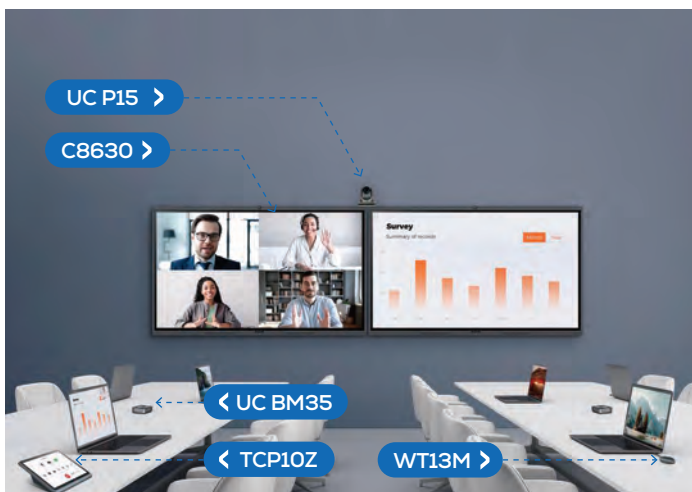 UC P15 >
C8630 >
Survey
Summary of records
< UC BM35
< TCP10Z
WT13M >